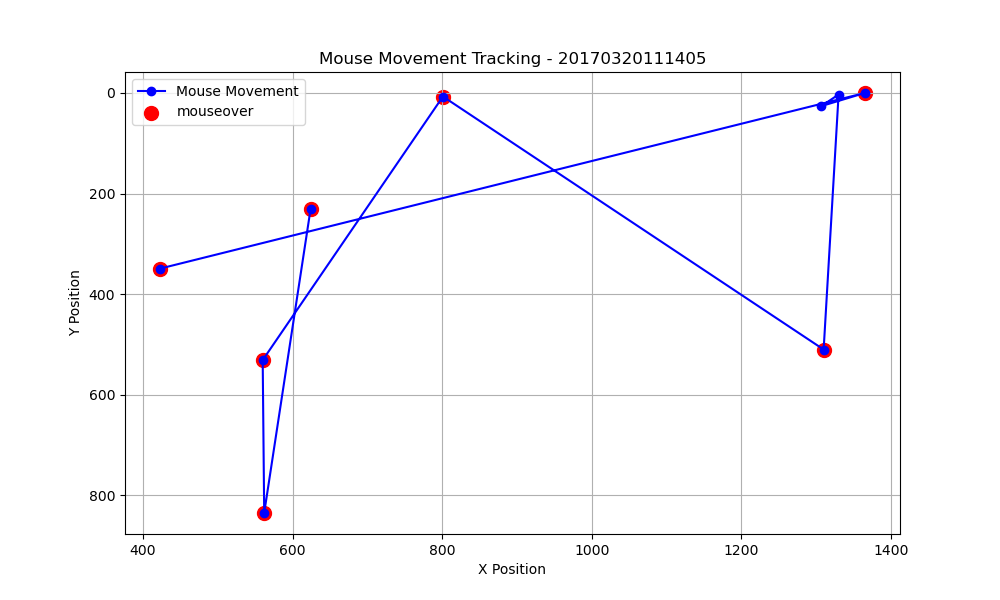 Mouse Movement Tracking - 20170320111405
Mouse Movement
mouseover
0
200
400
600
800
Y Position
400
600
800
1000
1200
1400
X Position